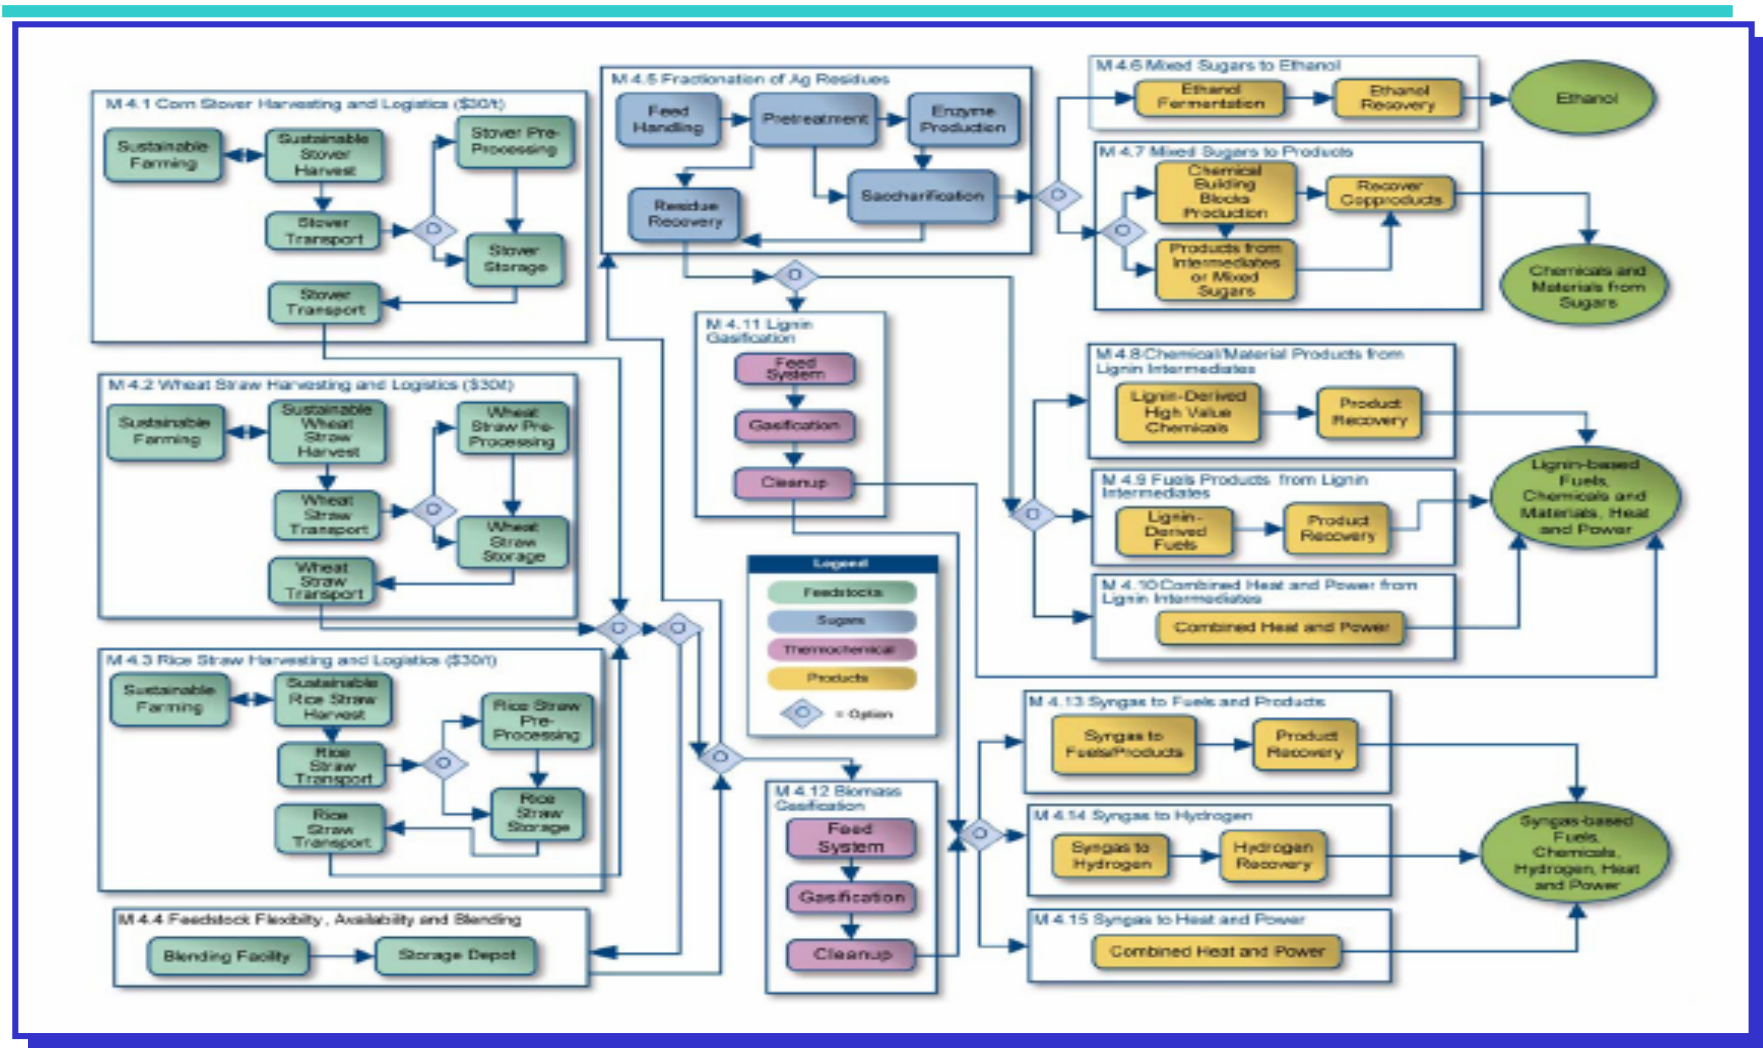 M 4.1 Corn Stover Harvesting and Logistics ($30/t)
Sustainable
Farming
Sustainable
Stover
Harvest
Stover Pre-
Processing
Stover
Transport
Stover
Storage
Stover
Transport
M 4.2 Wheat Straw Harvesting and Logistics ($30/t)
Sustainable
Farming
Sustainable
Wheat
Straw
Harvest
Wheat
Straw Pre-
Processing
Wheat
Straw
Transport
Wheat
Straw
Storage
Wheat
Straw
Transport
M 4.3 Rice Straw Harvesting and Logistics ($30/t)
Sustainable
Farming
Sustainable
Rice Straw
Harvest
Rice Straw
Pre-
Processing
Rice
Straw
Transport
Rice
Straw
Storage
Rice
Straw
Transport
M 4.4 Feedstock Flexibilty, Availability and Blending
Blending Facility
Storage Depot
M 4.5 Fractionation of Ag Residues
Feed
Handling
Pretreatment
Enzyme
Production
Residue
Recovery
Saccharification
M 4.11 Lignin
Gasification
Feed
System
Gasification
Cleanup
Legend
Feedstocks
Sugars
Thermochemical
Products
= Option
M 4.12 Biomass
Gasification
Feed
System
Gasification
Cleanup
M 4.6 Mixed Sugars to Ethanol
Ethanol
Fermentation
Ethanol
Recovery
Ethanol
M 4.7 Mixed Sugars to Products
Chemical
Building
Blocks
Production
Recover
Copproducts
Products from
Intermediates
or Mixed
Sugars
Chemicals and
Materials from
Sugars
M 4.8 Chemical/Material Products from
Lignin Intermediates
Lignin-Derived
High Value
Chemicals
Product
Recovery
M 4.9 Fuels Products from Lignin
Intermediates
Lignin-
Derived
Fuels
Product
Recovery
Lignin-based
Fuels,
Chemicals and
Materials, Heat
and Power
M 4.10 Combined Heat and Power from
Lignin Intermediates
Combined Heat and Power
M 4.13 Syngas to Fuels and Products
Syngas to
Fuels/Products
Product
Recovery
M 4.14 Syngas to Hydrogen
Syngas to
Hydrogen
Hydrogen
Recovery
Syngas-based
Fuels,
Chemicals,
Hydrogen, Heat
and Power
M 4.15 Syngas to Heat and Power
Combined Heat and Power